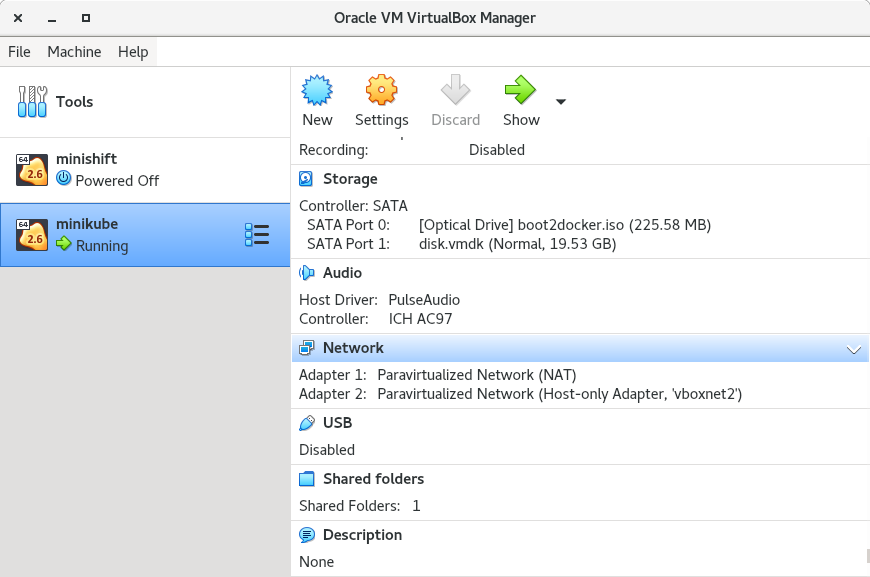 Oracle VM VirtualBox Manager
File Machine Help
Tools
New Settings Discard Show
64
2.6
minishift
Powered Off
64
2.6
minikube
Running
Recording: Disabled
Storage
Controller: SATA
SATA Port 0: [Optical Drive] boot2docker.iso (225.58 MB)
SATA Port 1: disk.vmdk (Normal, 19.53 GB)
Audio
Host Driver: PulseAudio
Controller: ICH AC97
Network
Adapter 1: Paravirtualized Network (NAT)
Adapter 2: Paravirtualized Network (Host-only Adapter, 'vboxnet2')
USB
Disabled
Shared folders
Shared Folders: 1
Description
None